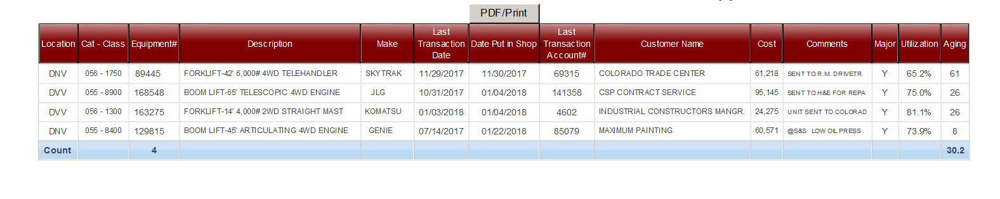 PDF/Print
Location Cat - Class Equipment# Description Make Last Transaction Date Date Put in Shop Last Transaction Account# Customer Name Cost Comments Major Utilization Aging
DNV 056 - 1750 89445 FORKLIFT-42' 6,000# 4WD TELEHANDLER SKYTRAK 11/29/2017 11/30/2017 69315 COLORADO TRADE CENTER 61,218 SENT TO R.M. DRIVETR Y 65.2% 61
DVV 055 - 8900 168548 BOOM LIFT-65' TELESCOPIC 4WD ENGINE JLG 10/31/2017 01/04/2018 141358 CSP CONTRACT SERVICE 95,145 SENT TO H&E FOR REPA Y 75.0% 26
DVV 056 - 1300 163275 FORKLIFT-14' 4,000# 2WD STRAIGHT MAST KOMATSU 01/03/2018 01/04/2018 4602 INDUSTRIAL CONSTRUCTORS MANGR. 24,275 UNIT SENT TO COLORAD Y 81.1% 26
DNV 055 - 8400 129815 BOOM LIFT-45' ARTICULATING 4WD ENGINE GENIE 07/14/2017 01/22/2018 85079 MAXIMUM PAINTING 60,571 @S&S LOW OIL PRESS Y 73.9% 8
Count 4 30.2